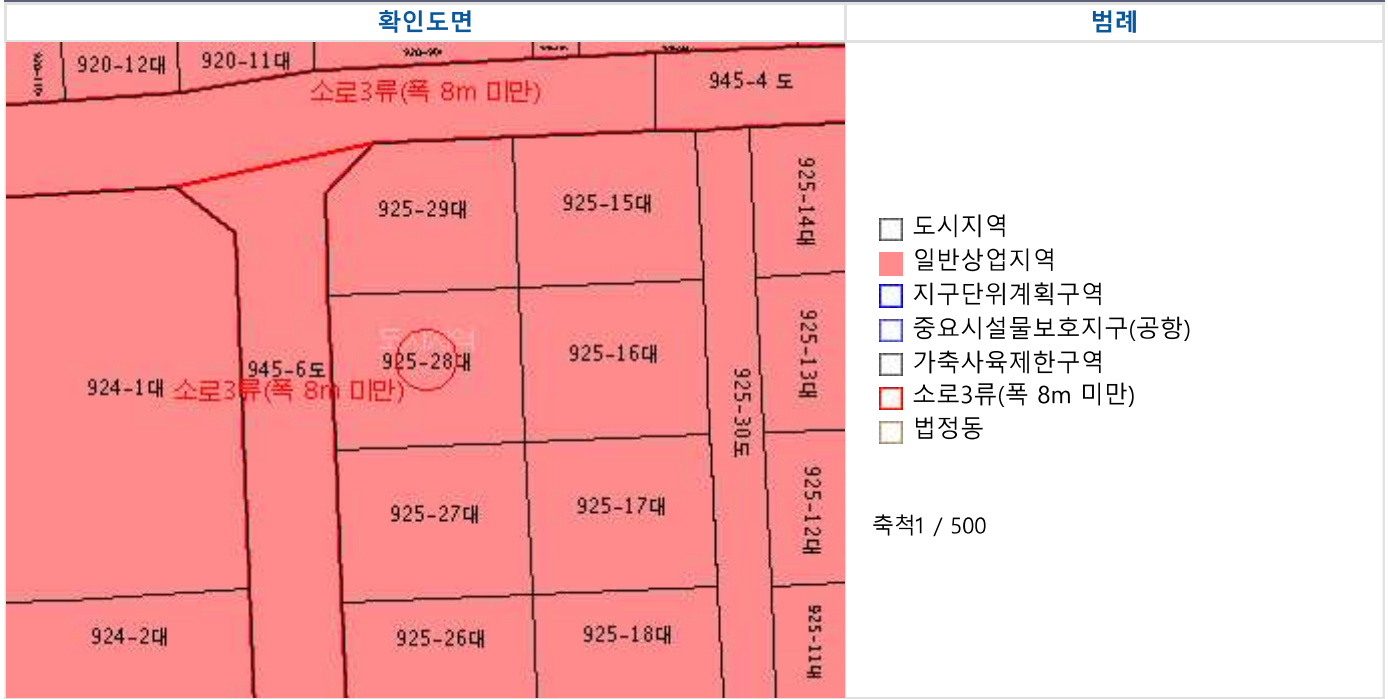 확인도면
범례
920-12대
920-11대
945-4 도
소로3류(폭 8m 미만)
925-29대
925-15대
925-14대
925-28대
925-16대
925-13대
924-1대
945-6도
소로3류(폭 8m 미만)
925-30도
925-27대
925-17대
925-12대
924-2대
925-26대
925-18대
925-11대
도시지역
일반상업지역
지구단위계획구역
중요시설물보호지구(공항)
가축사육제한구역
소로3류(폭 8m 미만)
법정동
축척1 / 500